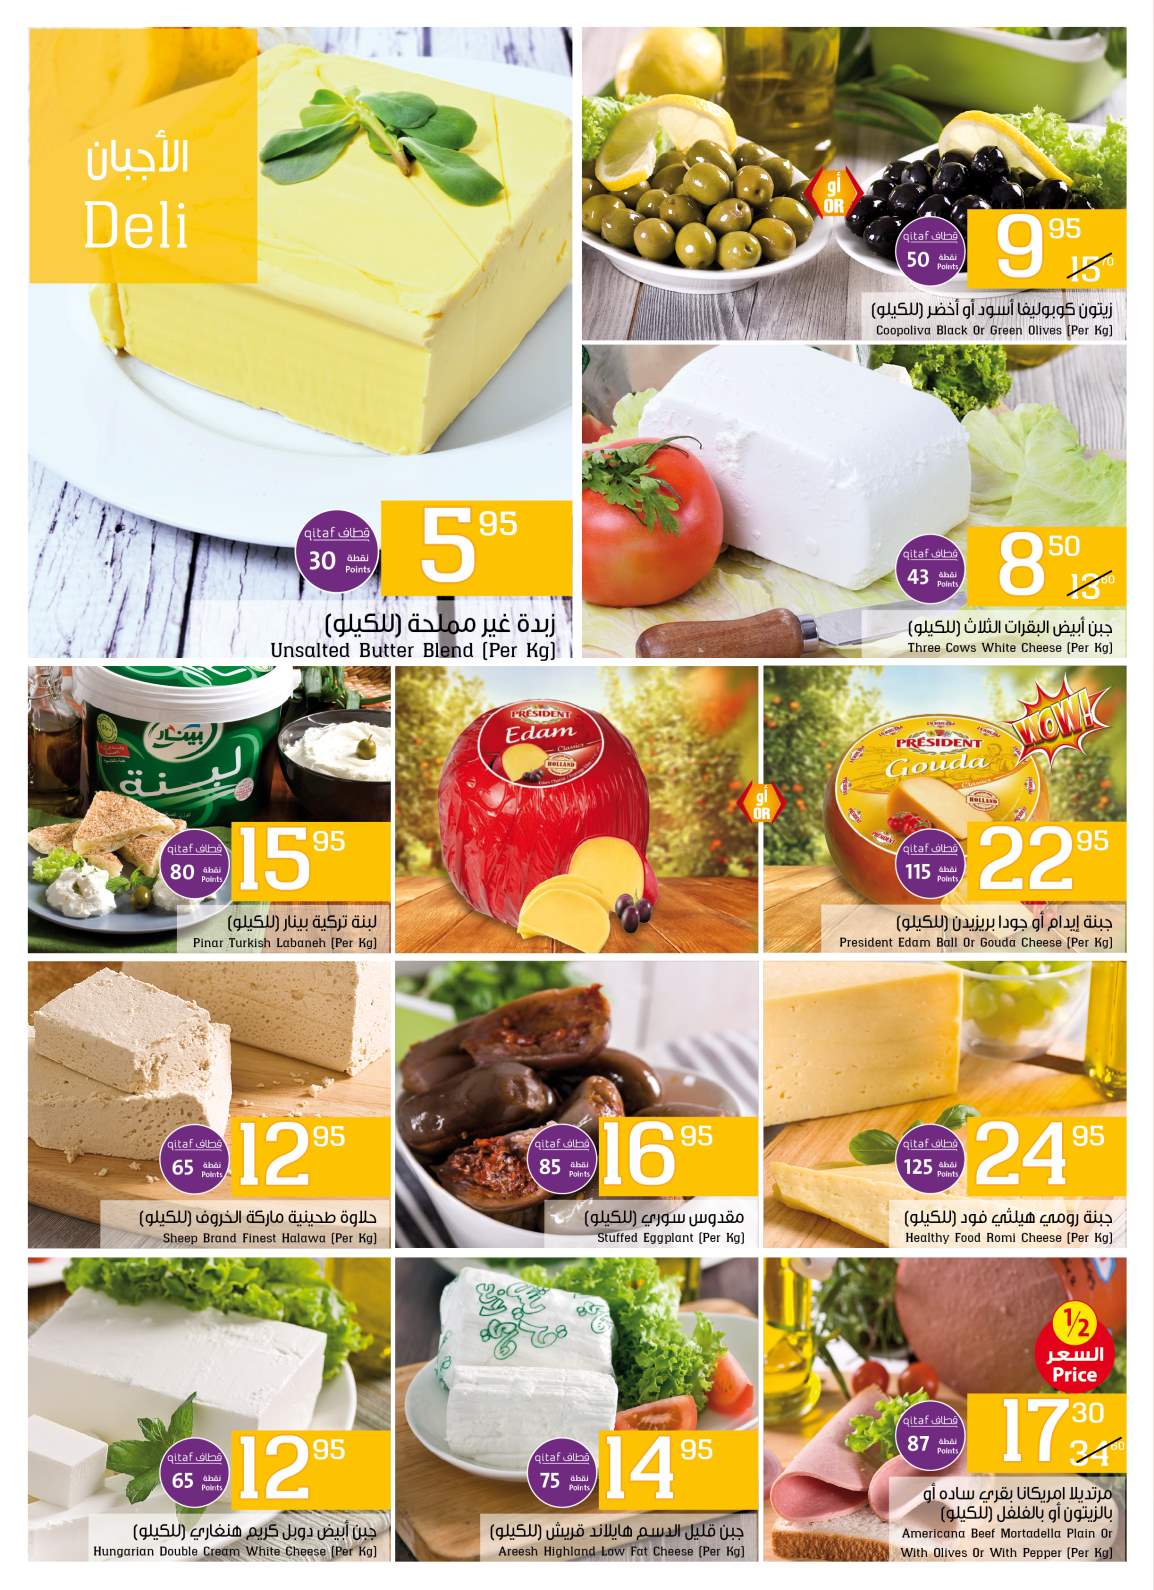 الأجبان
Deli
قطاف qitaf
30 نقطة Points
5 95
زبدة غير مملحة (للكيلو)
Unsalted Butter Blend (Per Kg)
أو
OR
قطاف qitaf
50 نقطة Points
9 95
15 70
زيتون كوبوليفا أسود أو أخضر (للكيلو)
Coopoliva Black Or Green Olives (Per Kg)
قطاف qitaf
43 نقطة Points
8 50
13 60
جبن أبيض البقرات الثلاث (للكيلو)
Three Cows White Cheese (Per Kg)
بينار
لبنة
قطاف qitaf
80 نقطة Points
15 95
لبنة تركية بينار (للكيلو)
Pinar Turkish Labaneh (Per Kg)
PRÉSIDENT
Edam
Classics
HOLLAND
أو
OR
WOW!
PRÉSIDENT
Gouda
HOLLAND
قطاف qitaf
115 نقطة Points
22 95
جبنة إيدام أو جودا بريزيدن (للكيلو)
President Edam Ball Or Gouda Cheese (Per Kg)
قطاف qitaf
65 نقطة Points
12 95
حلاوة طحينية ماركة الخروف (للكيلو)
Sheep Brand Finest Halawa (Per Kg)
قطاف qitaf
85 نقطة Points
16 95
مقدوس سوري (للكيلو)
Stuffed Eggplant (Per Kg)
قطاف qitaf
125 نقطة Points
24 95
جبنة رومي هيلثي فود (للكيلو)
Healthy Food Romi Cheese (Per Kg)
قطاف qitaf
65 نقطة Points
12 95
جبن أبيض دوبل كريم هنغاري (للكيلو)
Hungarian Double Cream White Cheese (Per Kg)
قطاف qitaf
75 نقطة Points
14 95
جبن قليل الدسم هايلاند قريش (للكيلو)
Areesh Highland Low Fat Cheese (Per Kg)
1/2
السعر
Price
قطاف qitaf
87 نقطة Points
17 30
34 60
مرتديلا امريكانا بقري ساده أو
بالزيتون أو بالفلفل (للكيلو)
Americana Beef Mortadella Plain Or
With Olives Or With Pepper (Per Kg)